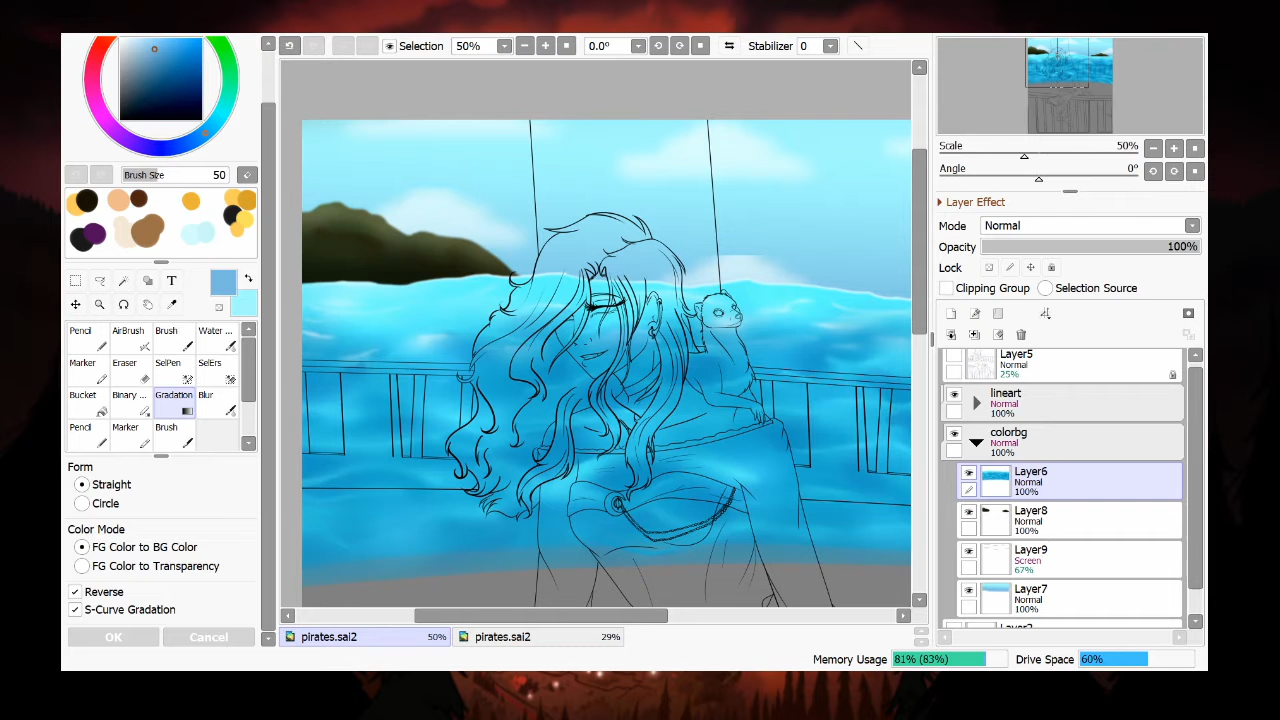 Selection 50% 0.0º Stabilizer 0
Brush Size 50
T
Pencil AirBrush Brush Water ...
Marker Eraser SelPen SelErs
Bucket Binary ... Gradation Blur
Pencil Marker Brush
Form
Straight
Circle
Color Mode
FG Color to BG Color
FG Color to Transparency
Reverse
S-Curve Gradation
OK Cancel
pirates.sai2 50% pirates.sai2 29%
Scale 50%
Angle 0º
Layer Effect
Mode Normal
Opacity 100%
Lock
Clipping Group Selection Source
Layer5
Normal
25%
lineart
Normal
100%
colorbg
Normal
100%
Layer6
Normal
100%
Layer8
Normal
100%
Layer9
Screen
67%
Layer7
Normal
100%
Memory Usage 81% (83%) Drive Space 60%